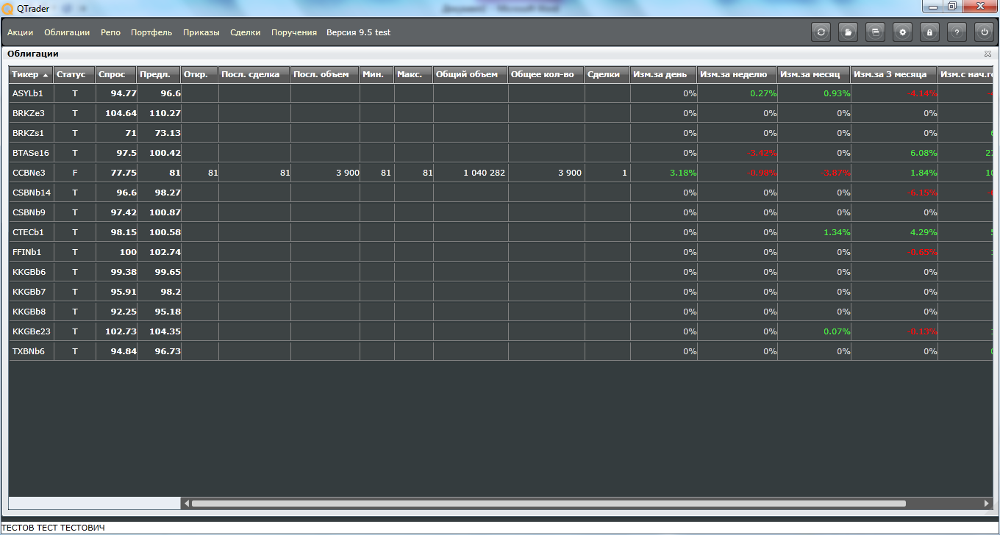 QTrader
Акции Облигации Репо Портфель Приказы Сделки Поручения Версия 9.5 test
Облигации
Тикер Статус Спрос Предл. Откр. Посл. сделка Посл. объем Мин. Макс. Общий объем Общее кол-во Сделки Изм.за день Изм.за неделю Изм.за месяц Изм.за 3 месяца Изм.с нач.г
ASYLb1 T 94.77 96.6 0% 0.27% 0.93% -4.14%
BRKZe3 T 104.64 110.27 0% 0% 0% 0%
BRKZs1 T 71 73.13 0% 0% 0% 0%
BTASe16 T 97.5 100.42 0% -3.42% 0% 6.08% 27
CCBNe3 F 77.75 81 81 81 3 900 81 81 1 040 282 3 900 1 3.18% -0.98% -3.87% 1.84% 10
CSBNb14 T 96.6 98.27 0% 0% 0% -6.15%
CSBNb9 T 97.42 100.87 0% 0% 0% 0%
CTECb1 T 98.15 100.58 0% 0% 1.34% 4.29%
FFINb1 T 100 102.74 0% 0% 0% -0.65%
KKGBb6 T 99.38 99.65 0% 0% 0% 0%
KKGBb7 T 95.91 98.2 0% 0% 0% 0%
KKGBb8 T 92.25 95.18 0% 0% 0% 0%
KKGBe23 T 102.73 104.35 0% 0% 0.07% -0.13%
TXBNb6 T 94.84 96.73 0% 0% 0% 0%
ТЕСТОВ ТЕСТ ТЕСТОВИЧ